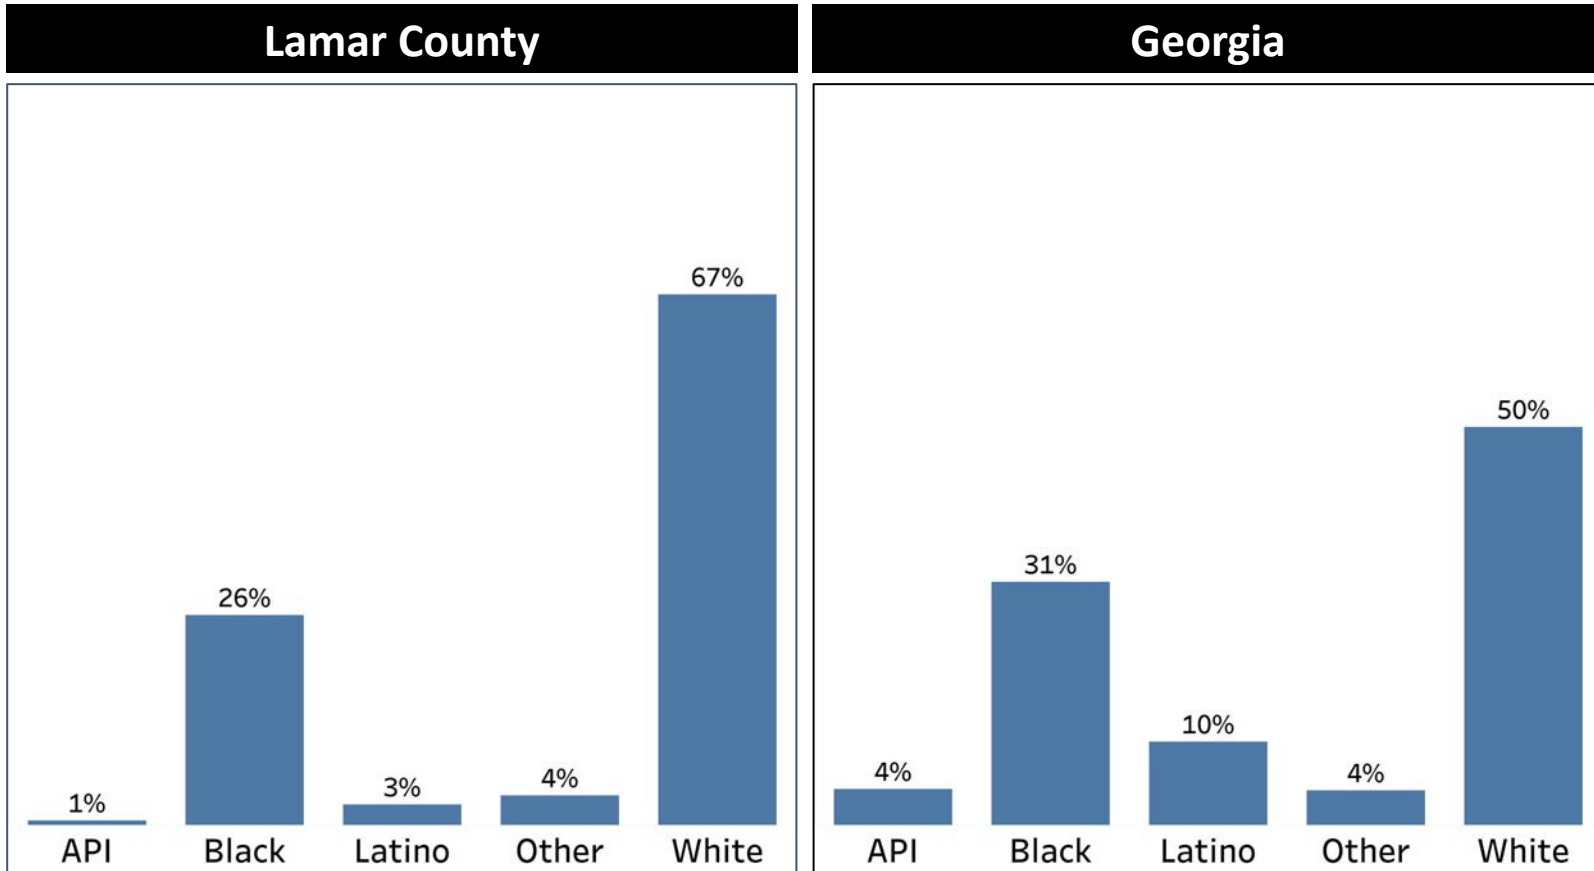 Lamar County
67%
26%
4%
3%
1%
API Black Latino Other White
Georgia
50%
31%
10%
4%
4%
API Black Latino Other White